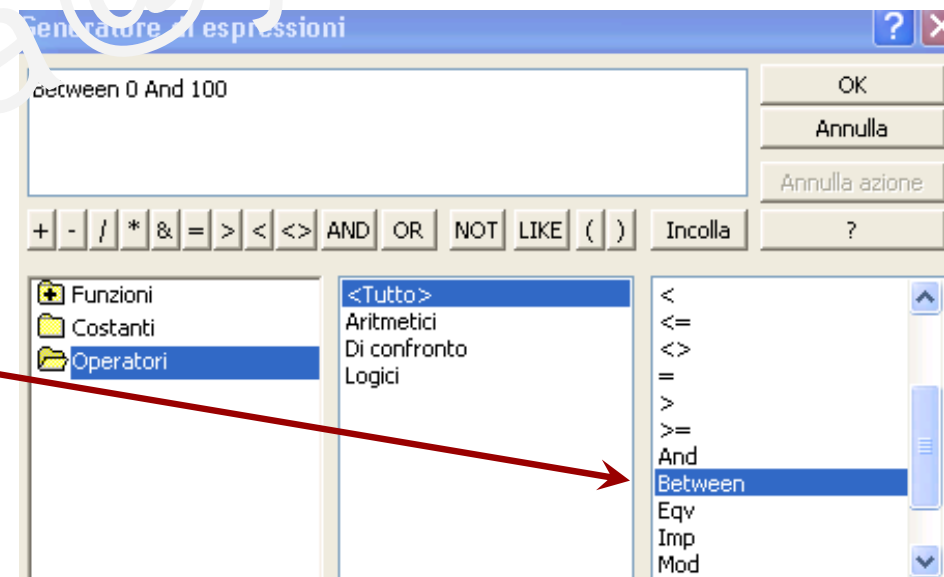 Generatore di espressioni ? X
Between 0 And 100
OK
Annulla
Annulla azione
+ - / * & = > < <> AND OR NOT LIKE ( ) Incolla ?
Funzioni
Costanti
Operatori
<Tutto>
Aritmetici
Di confronto
Logici
<
<=
<>
=
>
>=
And
Between
Eqv
Imp
Mod